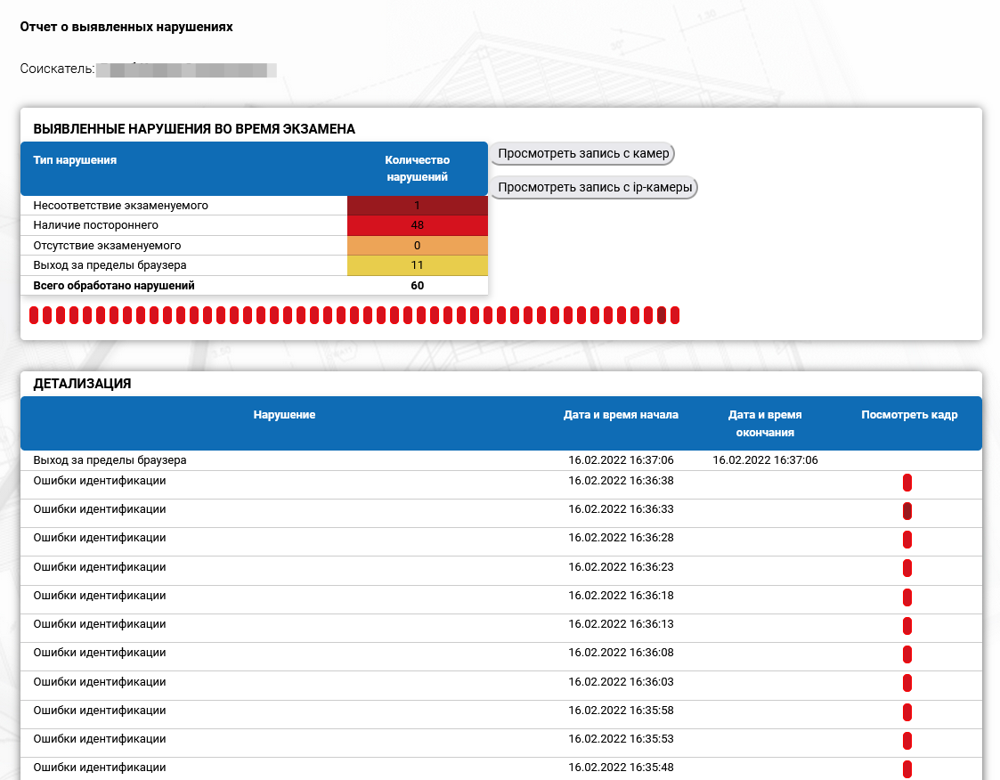 Отчет о выявленных нарушениях
Соискатель:
ВЫЯВЛЕННЫЕ НАРУШЕНИЯ ВО ВРЕМЯ ЭКЗАМЕНА
Тип нарушения Количество нарушений
Просмотреть запись с камер
Просмотреть запись с ip-камеры
Несоответствие экзаменуемого 1
Наличие постороннего 48
Отсутствие экзаменуемого 0
Выход за пределы браузера 11
Всего обработано нарушений 60
ДЕТАЛИЗАЦИЯ
Нарушение Дата и время начала Дата и время окончания Посмотреть кадр
Выход за пределы браузера 16.02.2022 16:37:06 16.02.2022 16:37:06
Ошибки идентификации 16.02.2022 16:36:38
Ошибки идентификации 16.02.2022 16:36:33
Ошибки идентификации 16.02.2022 16:36:28
Ошибки идентификации 16.02.2022 16:36:23
Ошибки идентификации 16.02.2022 16:36:18
Ошибки идентификации 16.02.2022 16:36:13
Ошибки идентификации 16.02.2022 16:36:08
Ошибки идентификации 16.02.2022 16:36:03
Ошибки идентификации 16.02.2022 16:35:58
Ошибки идентификации 16.02.2022 16:35:53
Ошибки идентификации 16.02.2022 16:35:48